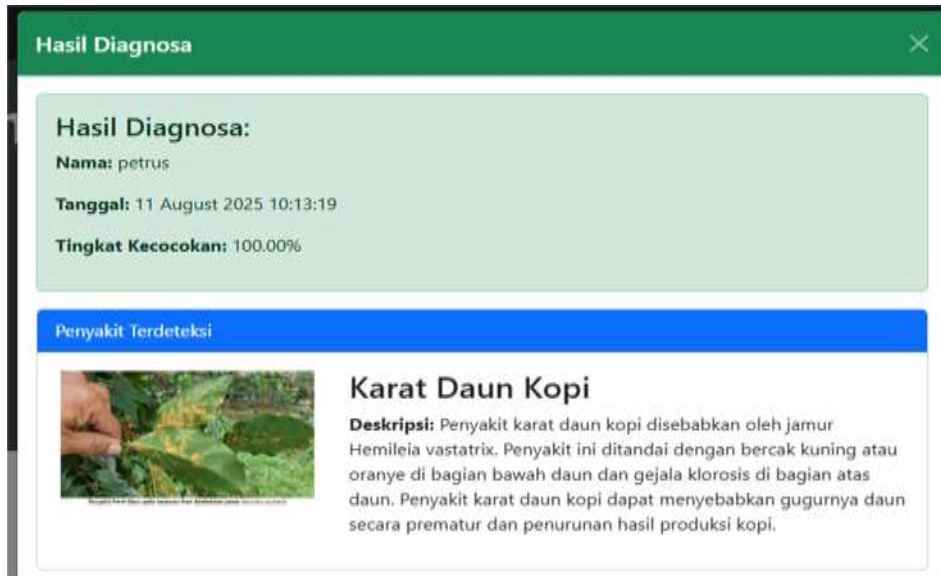 Hasil Diagnosa
Hasil Diagnosa:
Nama: petrus
Tanggal: 11 August 2025 10:13:19
Tingkat Kecocokan: 100.00%
Penyakit Terdeteksi
Karat Daun Kopi
Deskripsi: Penyakit karat daun kopi disebabkan oleh jamur
Hemileia vastatrix. Penyakit ini ditandai dengan bercak kuning atau
oranye di bagian bawah daun dan gejala klorosis di bagian atas
daun. Penyakit karat daun kopi dapat menyebabkan gugurnya daun
secara prematur dan penurunan hasil produksi kopi.